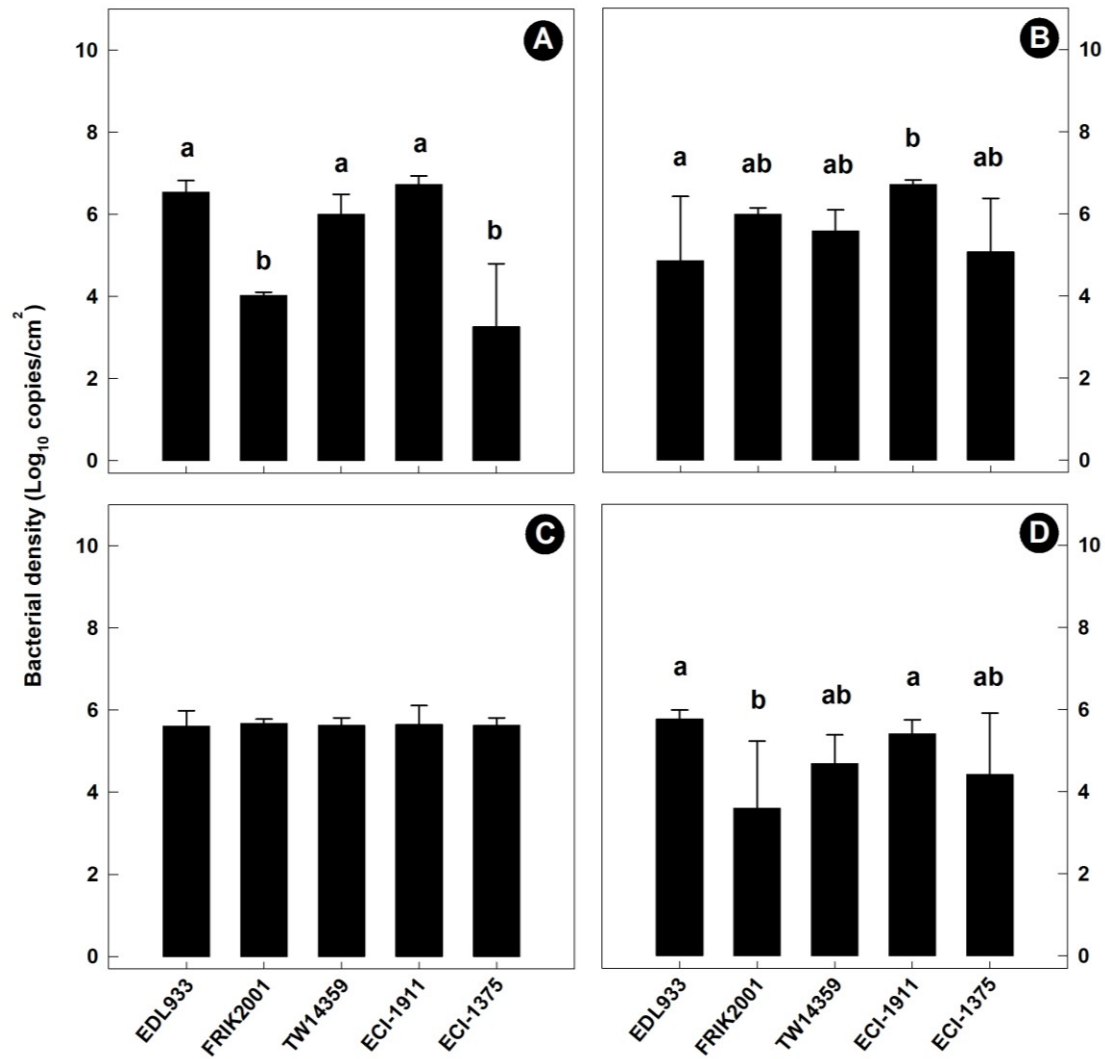 A
B
10
10
8
8
6
6
4
4
2
2
0
0
a
b
a
a
b
a
ab
ab
b
ab
Bacterial density (Log₁₀ copies/cm²)
C
D
10
10
8
8
6
6
4
4
2
2
0
0
a
b
ab
a
ab
EDL933
FRIK2001
TW14359
ECI-1911
ECI-1375
EDL933
FRIK2001
TW14359
ECI-1911
ECI-1375